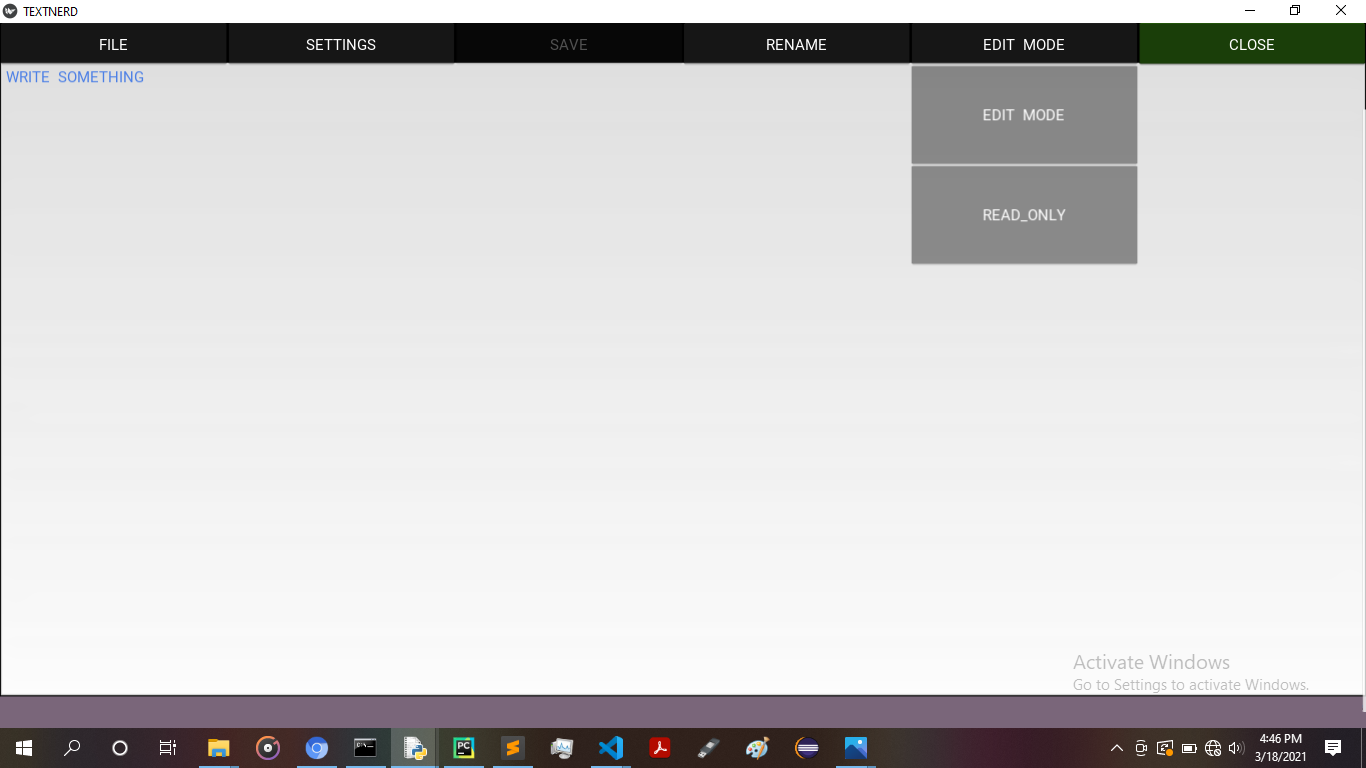 TEXTNERD
FILE SETTINGS SAVE RENAME EDIT MODE CLOSE
WRITE SOMETHING
EDIT MODE
READ_ONLY
Activate Windows
Go to Settings to activate Windows.
PC
4:46 PM
3/18/2021